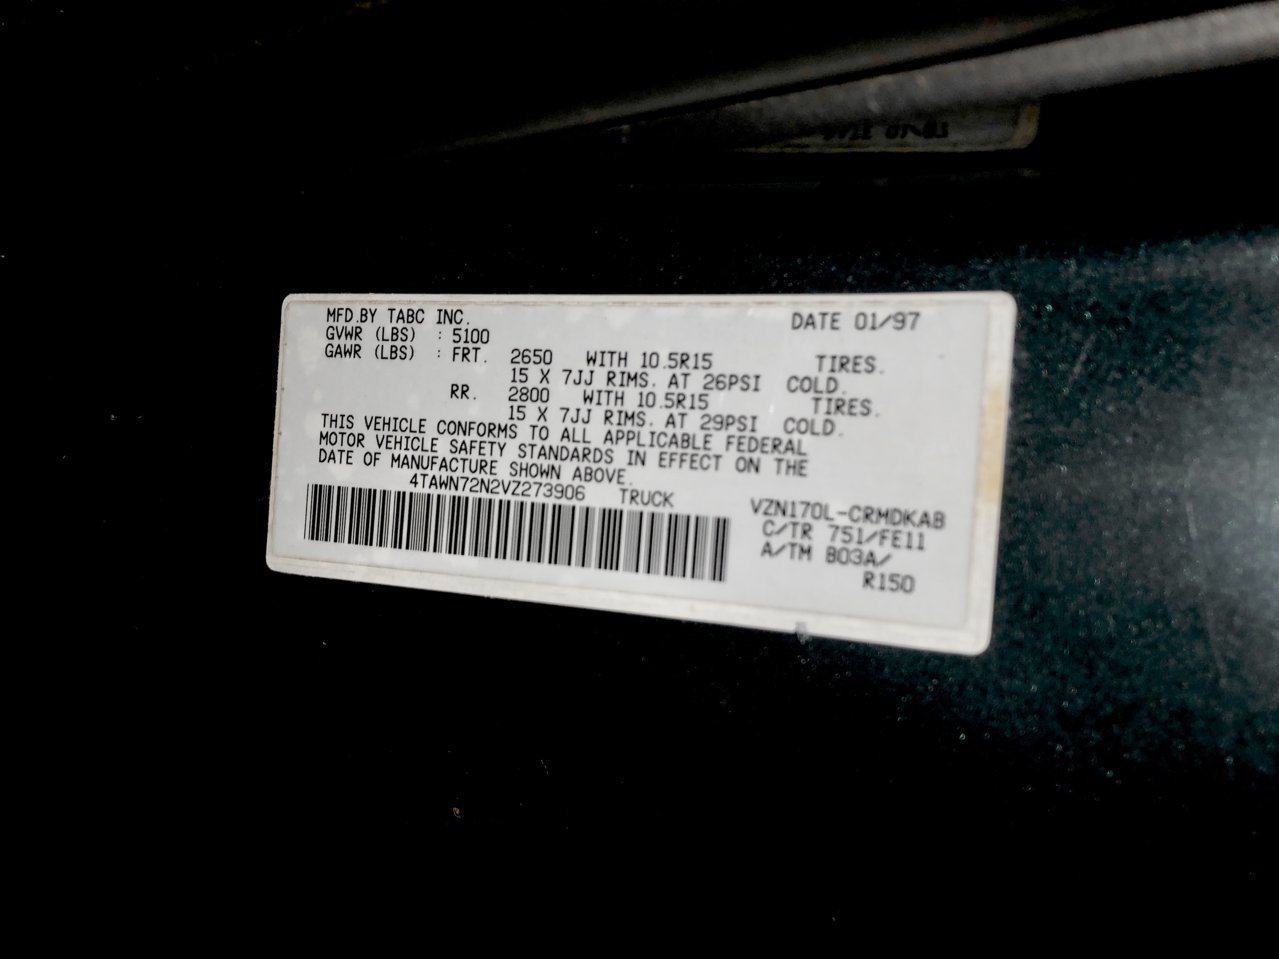 MFD.BY TABC INC. DATE 01/97
GVWR (LBS) : 5100
GAWR (LBS) : FRT. 2650 WITH 10.5R15 TIRES.
15 X 7JJ RIMS. AT 26PSI COLD.
RR. 2800 WITH 10.5R15 TIRES.
15 X 7JJ RIMS. AT 29PSI COLD.
THIS VEHICLE CONFORMS TO ALL APPLICABLE FEDERAL
MOTOR VEHICLE SAFETY STANDARDS IN EFFECT ON THE
DATE OF MANUFACTURE SHOWN ABOVE.
4TAWN72N2VZ273906 TRUCK
VZN170L-CRMDKAB
C/TR 751/FE11
A/TM B03A/
R150